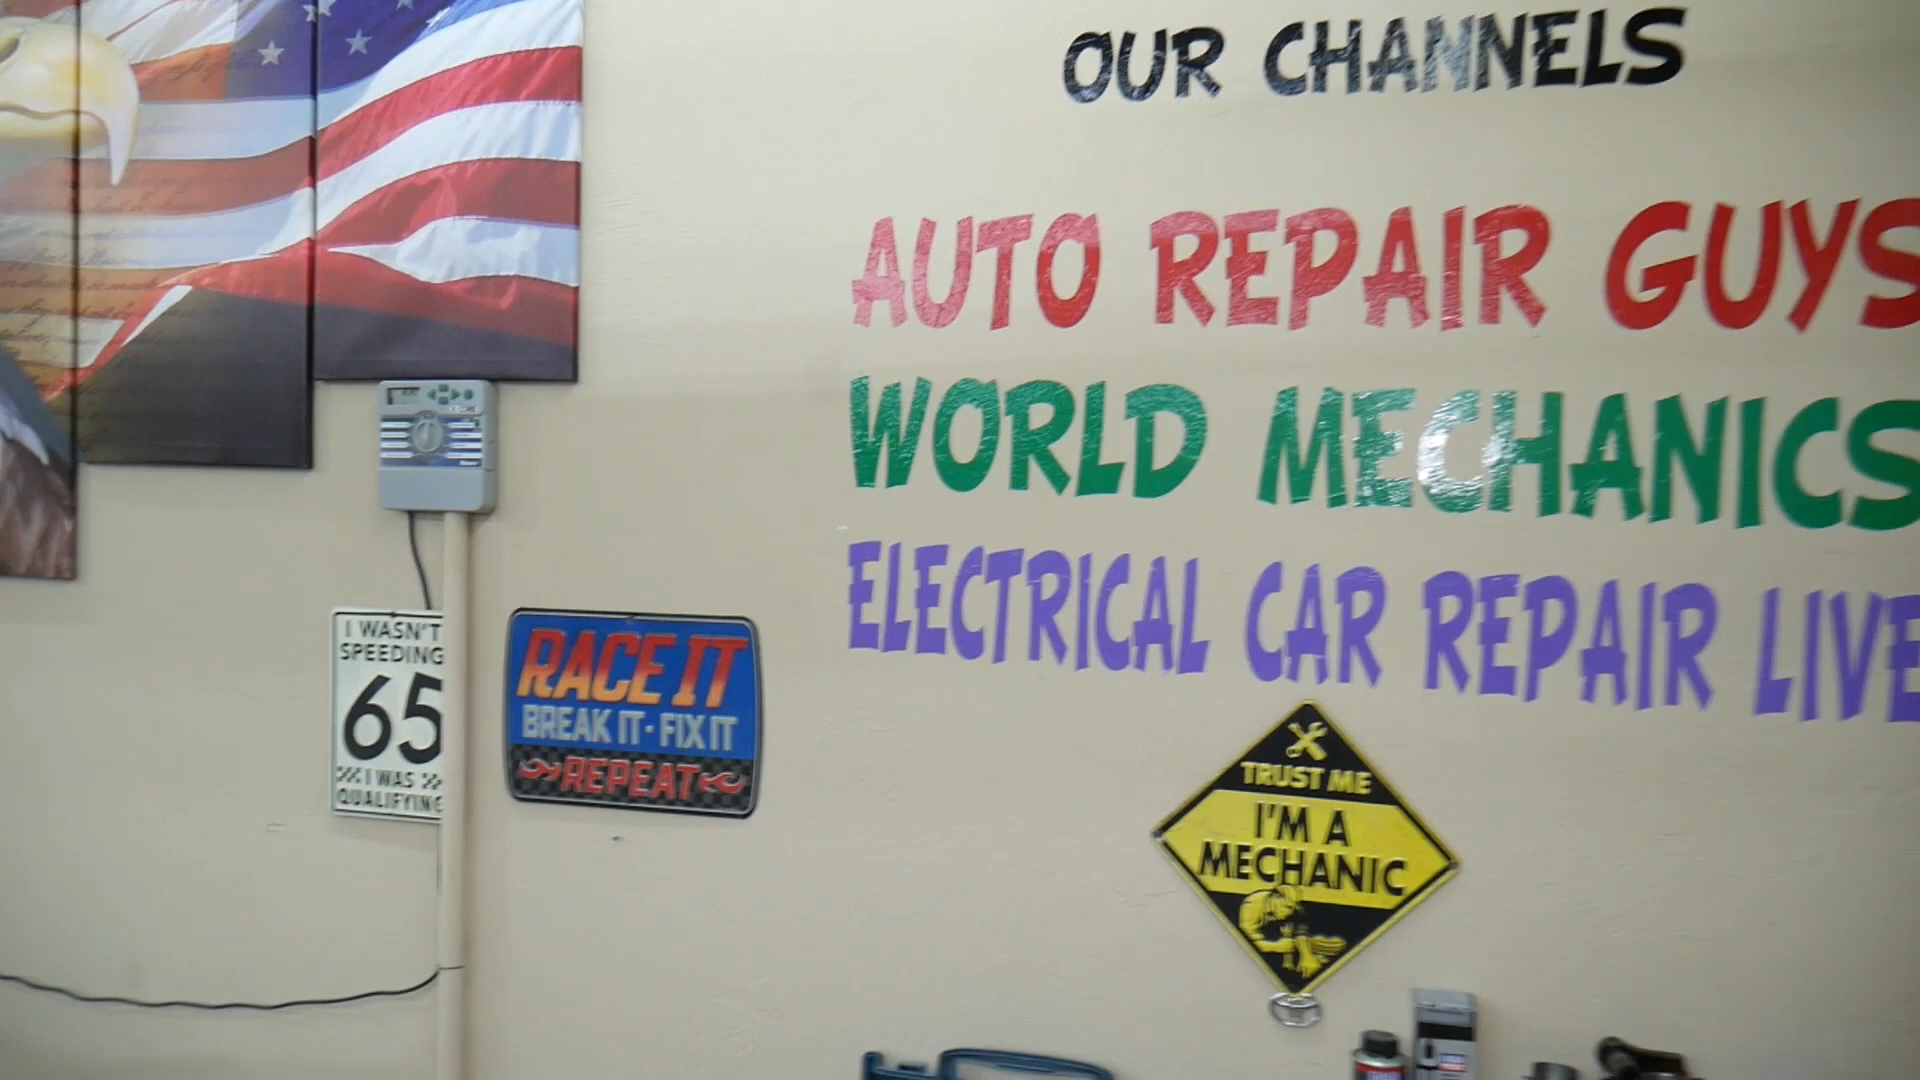 OUR CHANNELS
AUTO REPAIR GUYS
WORLD MECHANICS
ELECTRICAL CAR REPAIR LIVE
I WASN'T
SPEEDING
65
I WAS
QUALIFYING
RACE IT
BREAK IT · FIX IT
REPEAT
TRUST ME
I'M A
MECHANIC